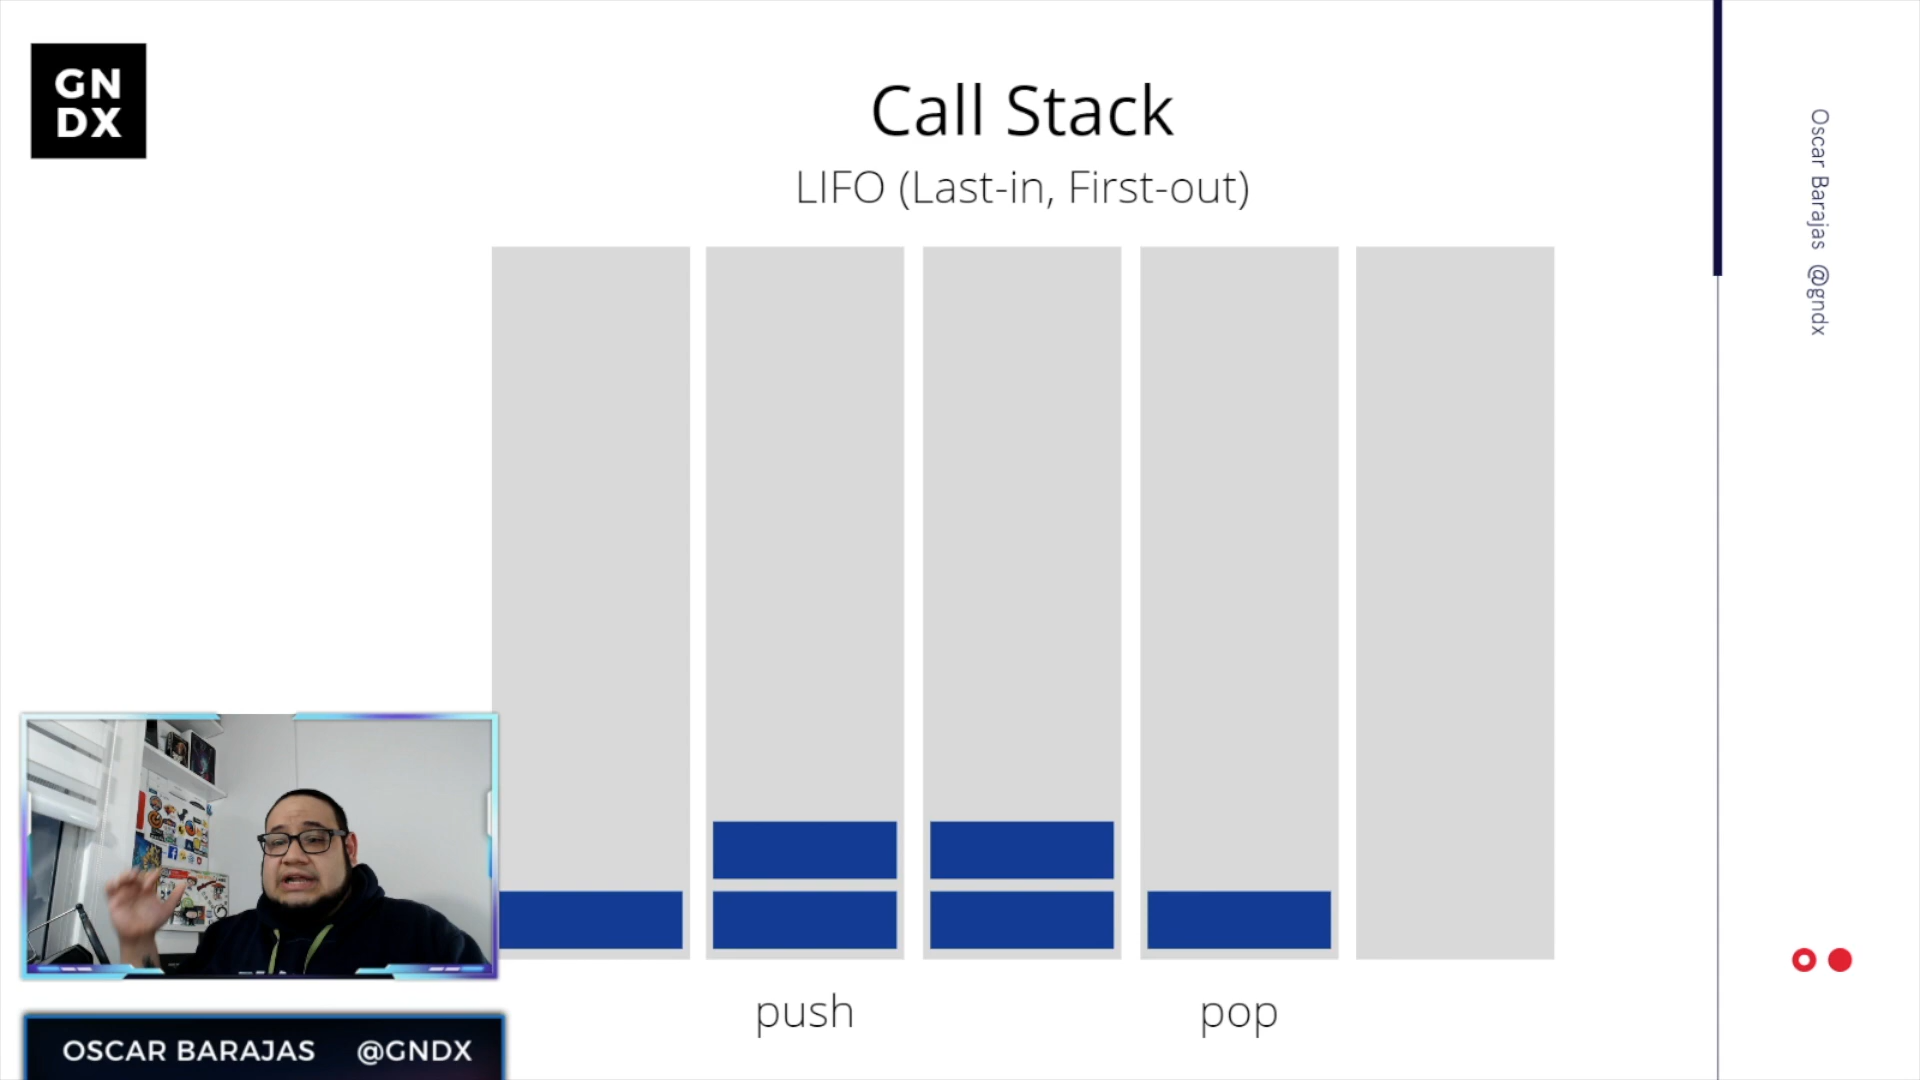 GN
DX
Call Stack
LIFO (Last-in, First-out)
Oscar Barajas @gndx
push
pop
OSCAR BARAJAS @GNDX